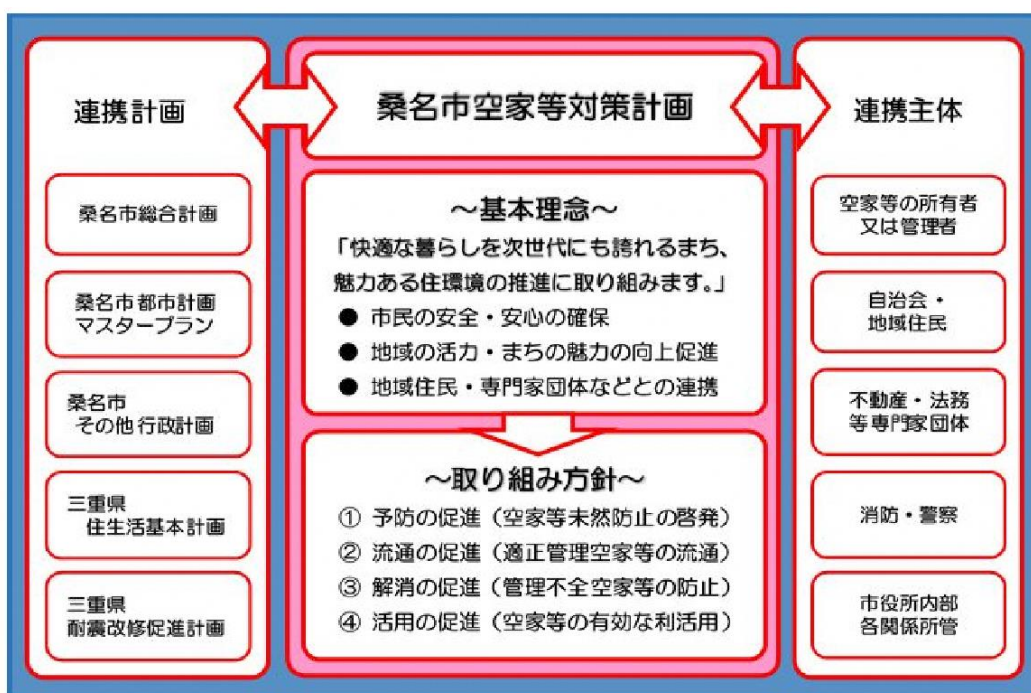 連携計画
桑名市総合計画
桑名市都市計画
マスタープラン
桑名市
その他行政計画
三重県
住生活基本計画
三重県
耐震改修促進計画
桑名市空家等対策計画
～基本理念～
「快適な暮らしを次世代にも誇れるまち、
魅力ある住環境の推進に取り組みます。」
● 市民の安全・安心の確保
● 地域の活力・まちの魅力の向上促進
● 地域住民・専門家団体などとの連携
～取り組み方針～
① 予防の促進（空家等未然防止の啓発）
② 流通の促進（適正管理空家等の流通）
③ 解消の促進（管理不全空家等の防止）
④ 活用の促進（空家等の有効な利活用）
連携主体
空家等の所有者
又は管理者
自治会・
地域住民
不動産・法務
等専門家団体
消防・警察
市役所内部
各関係所管